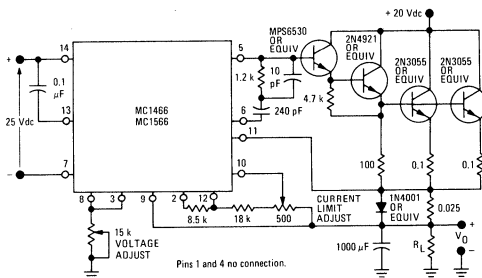 + 20 Vdc
MPS6530
OR
EQUIV
2N4921
OR EQUIV
2N3055
OR
EQUIV
2N3055
OR
EQUIV
14
5
+
1.2 k
10
pF
0.1
μF
4.7 k
25 Vdc
MC1466
MC1566
13
6
240 pF
11
7
10
100
0.1
0.1
−
8
3
9
2
12
CURRENT
LIMIT
ADJUST
1N4001
OR
EQUIV
0.025
8.5 k
18 k
500
+
15 k
VOLTAGE
ADJUST
1000 μF
RL
VO
−
Pins 1 and 4 no connection.